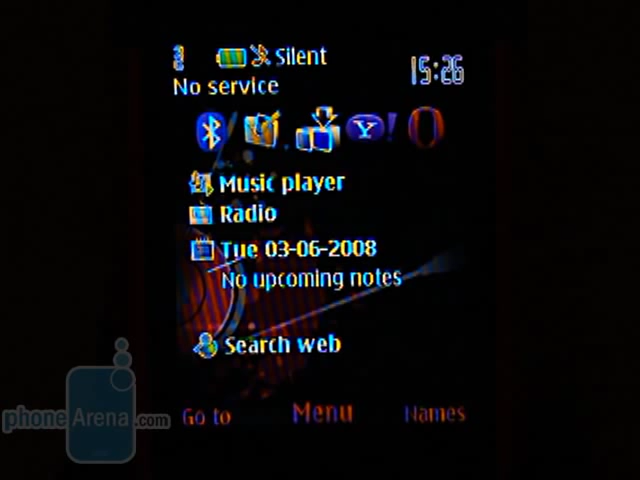 Silent
15:26
No service
Y!
Music player
Radio
Tue 03-06-2008
No upcoming notes
Search web
phoneArena.com
Go to Menu Names